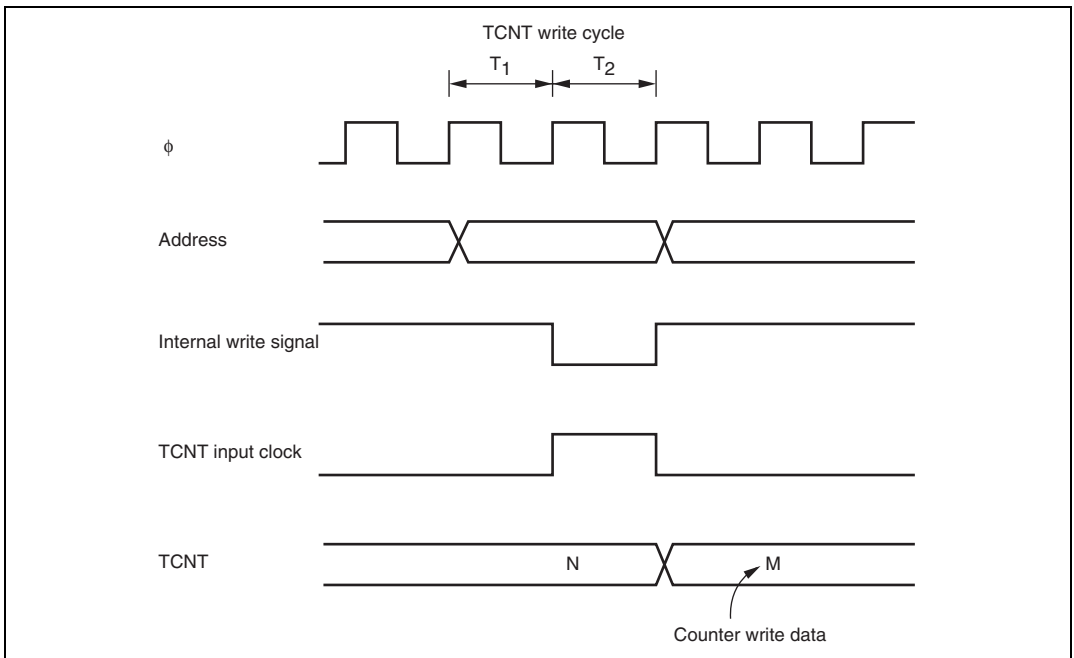 TCNT write cycle
T1 T2
ϕ
Address
Internal write signal
TCNT input clock
TCNT N M
Counter write data